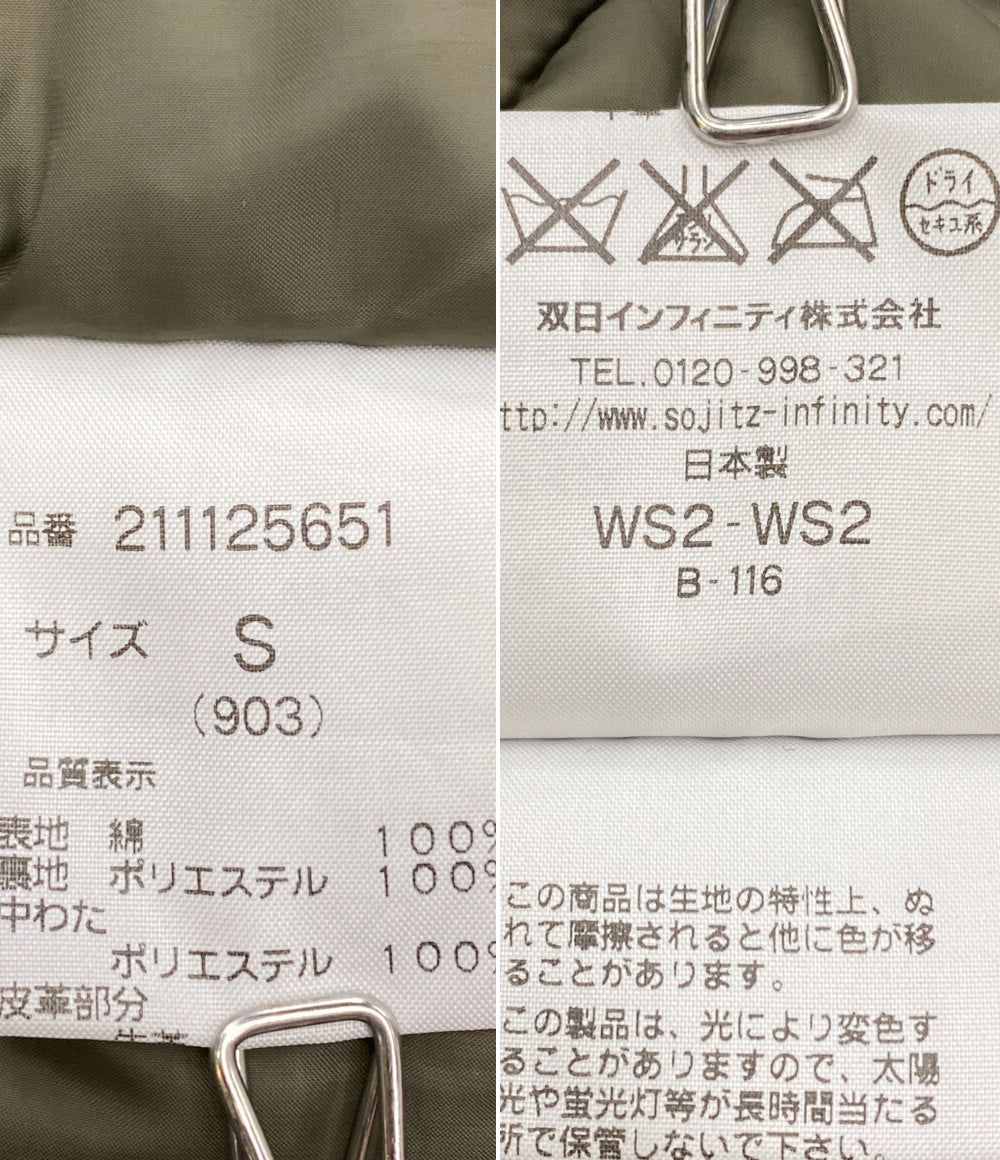 品番 211125651
サイズ S
(903)
品質表示
表地 綿 100%
裏地 ポリエステル 100%
中わた
ポリエステル 100%
皮革部分
ドライ
セキユ系
エンソ
サラシ
双日インフィニティ株式会社
TEL.0120-998-321
ttp://www.sojitz-infinity.com/
日本製
WS2-WS2
B-116
この商品は生地の特性上、ぬ
れて摩擦されると他に色が移
ることがあります。
この製品は、光により変色す
ることがありますので、太陽
光や蛍光灯等が長時間当たる
所で保管しないで下さい。